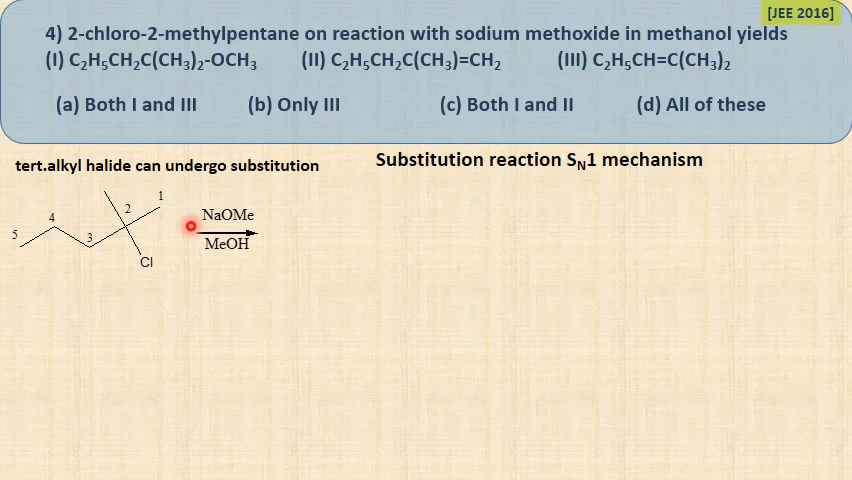 [JEE 2016]
4) 2-chloro-2-methylpentane on reaction with sodium methoxide in methanol yields
(I) C₂H₅CH₂C(CH₃)₂-OCH₃ (II) C₂H₅CH₂C(CH₃)=CH₂ (III) C₂H₅CH=C(CH₃)₂
(a) Both I and III (b) Only III (c) Both I and II (d) All of these
tert.alkyl halide can undergo substitution
Substitution reaction Sₙ1 mechanism
5 4 3 2 1
Cl
NaOMe
MeOH